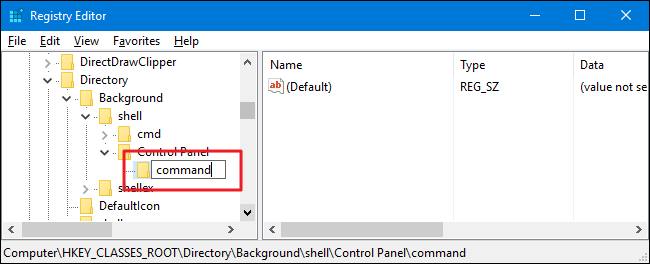 Registry Editor
File Edit View Favorites Help
DirectDrawClipper
Directory
Background
shell
cmd
Control Panel
command
shellex
DefaultIcon
Name Type Data
ab (Default) REG_SZ (value not se
Computer\HKEY_CLASSES_ROOT\Directory\Background\shell\Control Panel\command